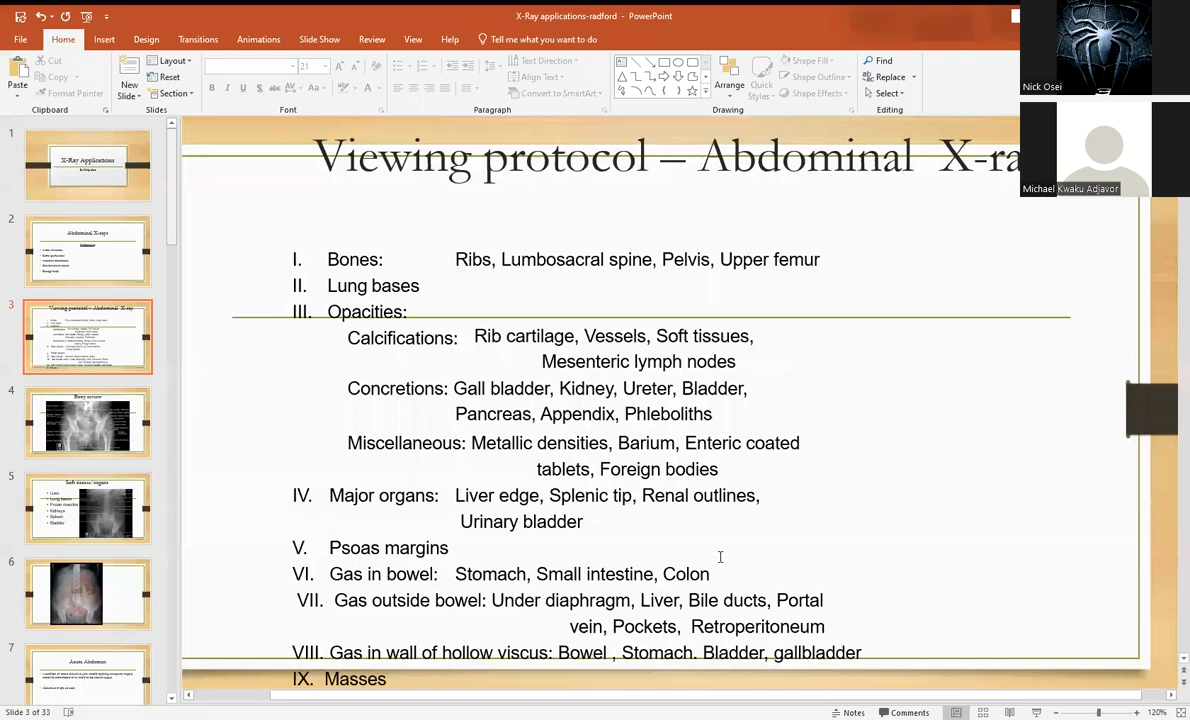 X-Ray applications-radford - PowerPoint
File Home Insert Design Transitions Animations Slide Show Review View Help Tell me what you want to do
Cut
Copy
Format Painter
Paste
Clipboard
New Slide
Layout
Reset
Section
Slides
21
Font
Text Direction
Align Text
Convert to SmartArt
Paragraph
Arrange
Quick Styles
Shape Fill
Shape Outline
Shape Effects
Drawing
Find
Replace
Select
Editing
Nick Osei
Michael Kwaku Adjavor
1
X-Ray Applications
2
Abdominal X-rays
3
Viewing protocol – Abdominal X-ray
4
Bony review
5
Soft tissues/organs
6
7
Acute Abdomen
Viewing protocol – Abdominal X-ra
I. Bones: Ribs, Lumbosacral spine, Pelvis, Upper femur
II. Lung bases
III. Opacities:
Calcifications: Rib cartilage, Vessels, Soft tissues,
Mesenteric lymph nodes
Concretions: Gall bladder, Kidney, Ureter, Bladder,
Pancreas, Appendix, Phleboliths
Miscellaneous: Metallic densities, Barium, Enteric coated
tablets, Foreign bodies
IV. Major organs: Liver edge, Splenic tip, Renal outlines,
Urinary bladder
V. Psoas margins
VI. Gas in bowel: Stomach, Small intestine, Colon
VII. Gas outside bowel: Under diaphragm, Liver, Bile ducts, Portal
vein, Pockets, Retroperitoneum
VIII. Gas in wall of hollow viscus: Bowel , Stomach. Bladder, gallbladder
IX. Masses
Slide 3 of 33
Notes Comments 120%